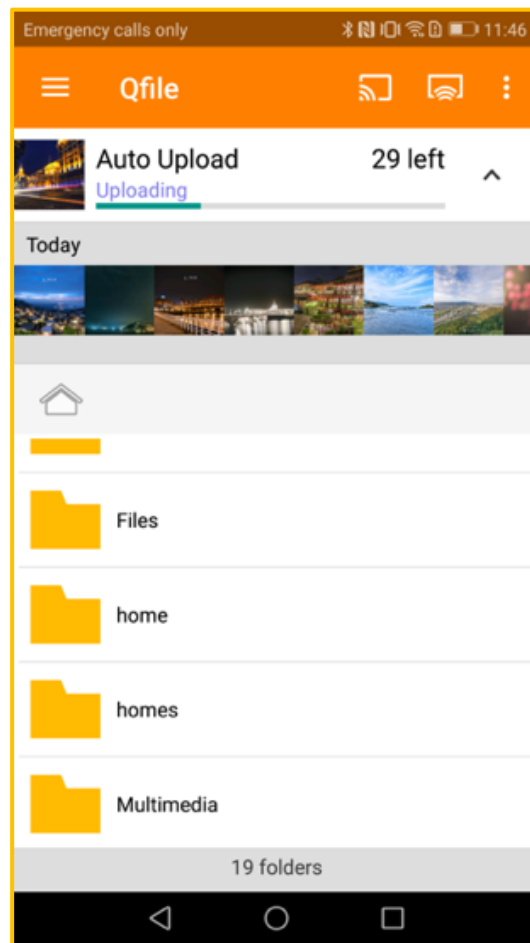 Emergency calls only 11:46
Qfile
Auto Upload 29 left
Uploading
Today
Files
home
homes
Multimedia
19 folders